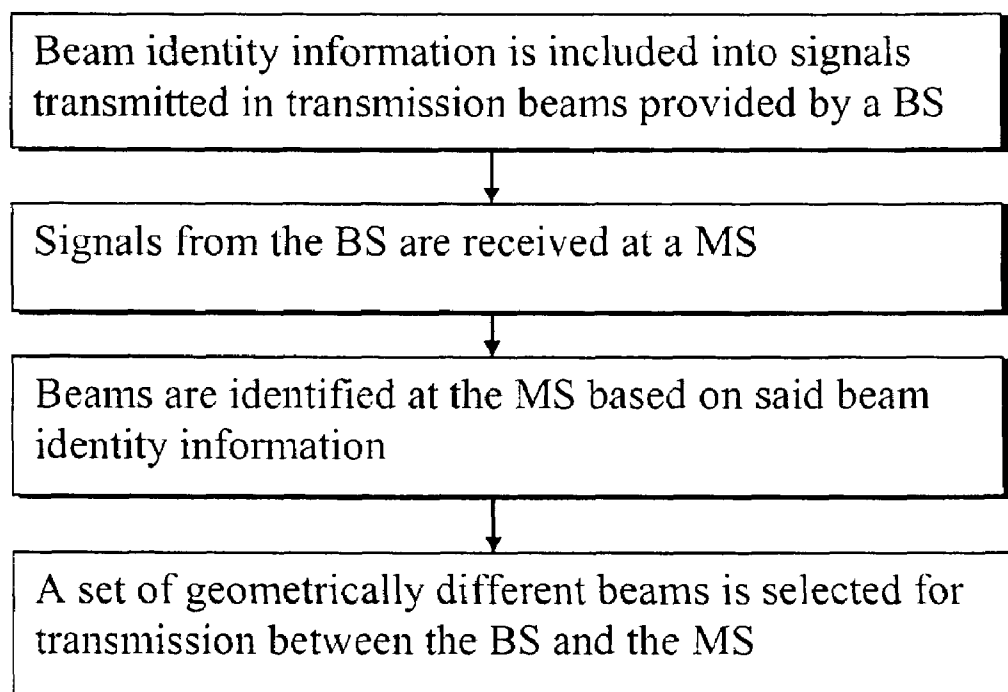 Beam identity information is included into signals
transmitted in transmission beams provided by a BS
Signals from the BS are received at a MS
Beams are identified at the MS based on said beam
identity information
A set of geometrically different beams is selected for
transmission between the BS and the MS